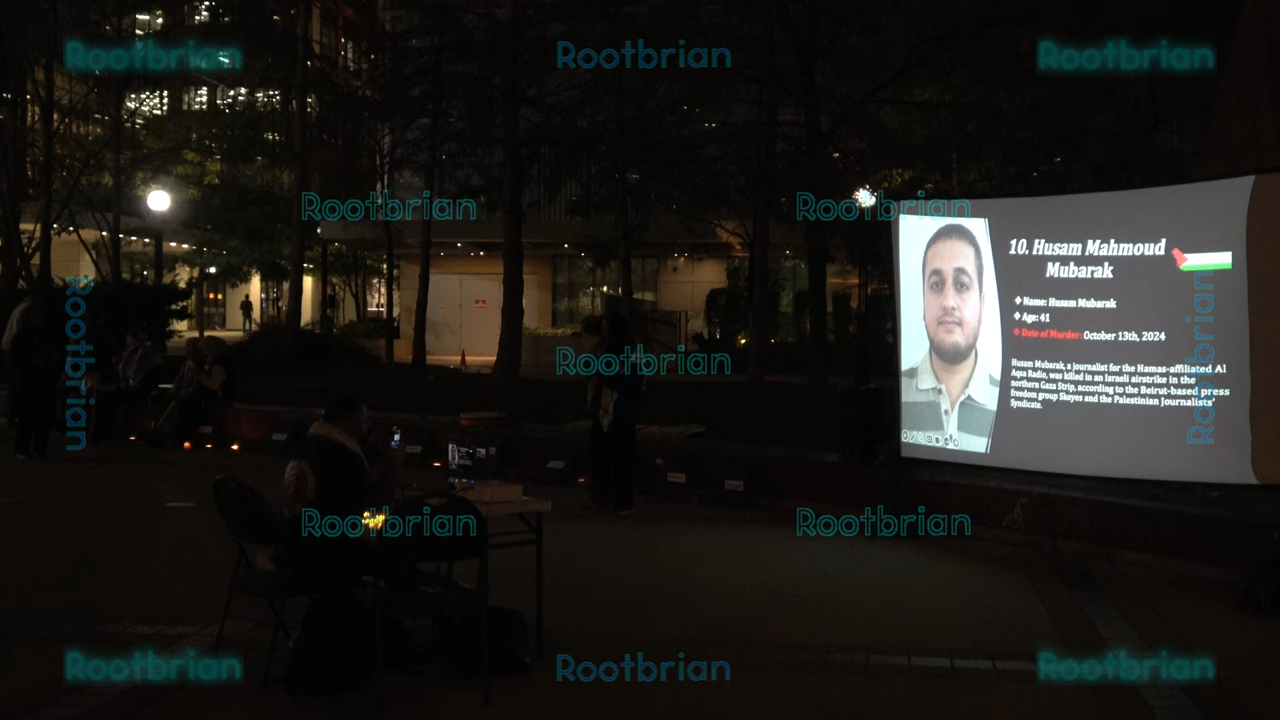 Rootbrian
Rootbrian
Rootbrian
Rootbrian
Rootbrian
10. Husam Mahmoud
Mubarak
❖ Name: Husam Mubarak
❖ Age: 41
❖ Date of Murder: October 13th, 2024
Husam Mubarak, a journalist for the Hamas-affiliated Al
Aqsa Radio, was killed in an Israeli airstrike in the
northern Gaza Strip, according to the Beirut-based press
freedom group Skeyes and the Palestinian Journalists'
Syndicate.
Rootbrian
Rootbrian
Rootbrian
Rootbrian
Rootbrian
Rootbrian
Rootbrian
Rootbrian